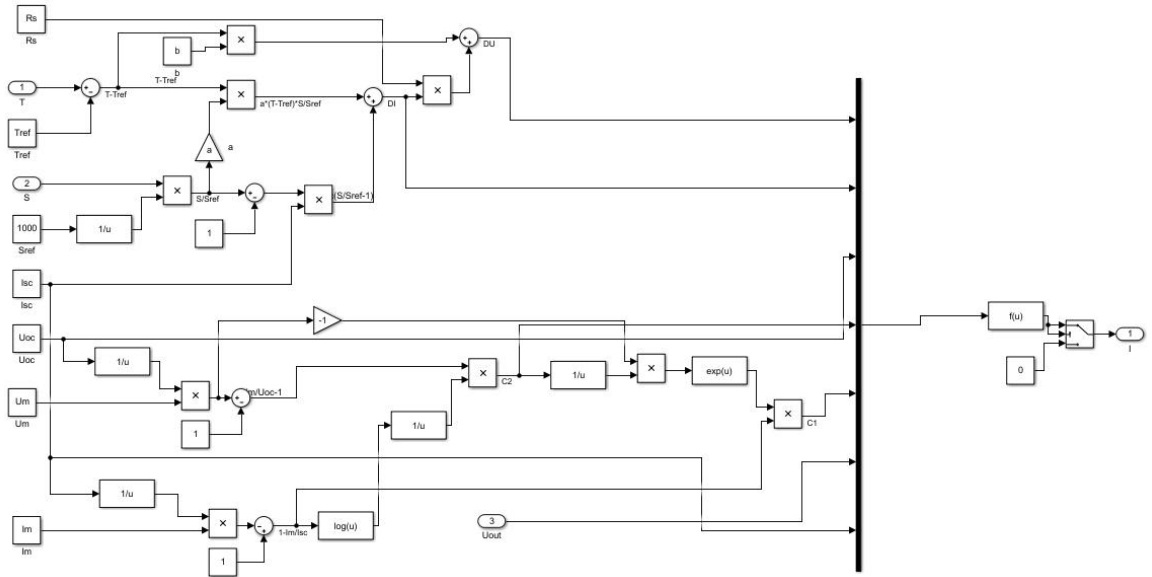 Rs
Rs
×
b
b
DU
1
T
T-Tref
T-Tref
×
a*(T-Tref)*S/Sref
DI
×
Tref
Tref
a
a
2
S
×
S/Sref
×
(S/Sref-1)
1000
Sref
1/u
1
Isc
Isc
-1
f(u)
1
I
Uoc
Uoc
1/u
0
×
C2
1/u
×
exp(u)
Um
Um
×
m/Uoc-1
1
1/u
×
C1
1/u
Im
Im
×
1-Im/Isc
log(u)
3
Uout
1